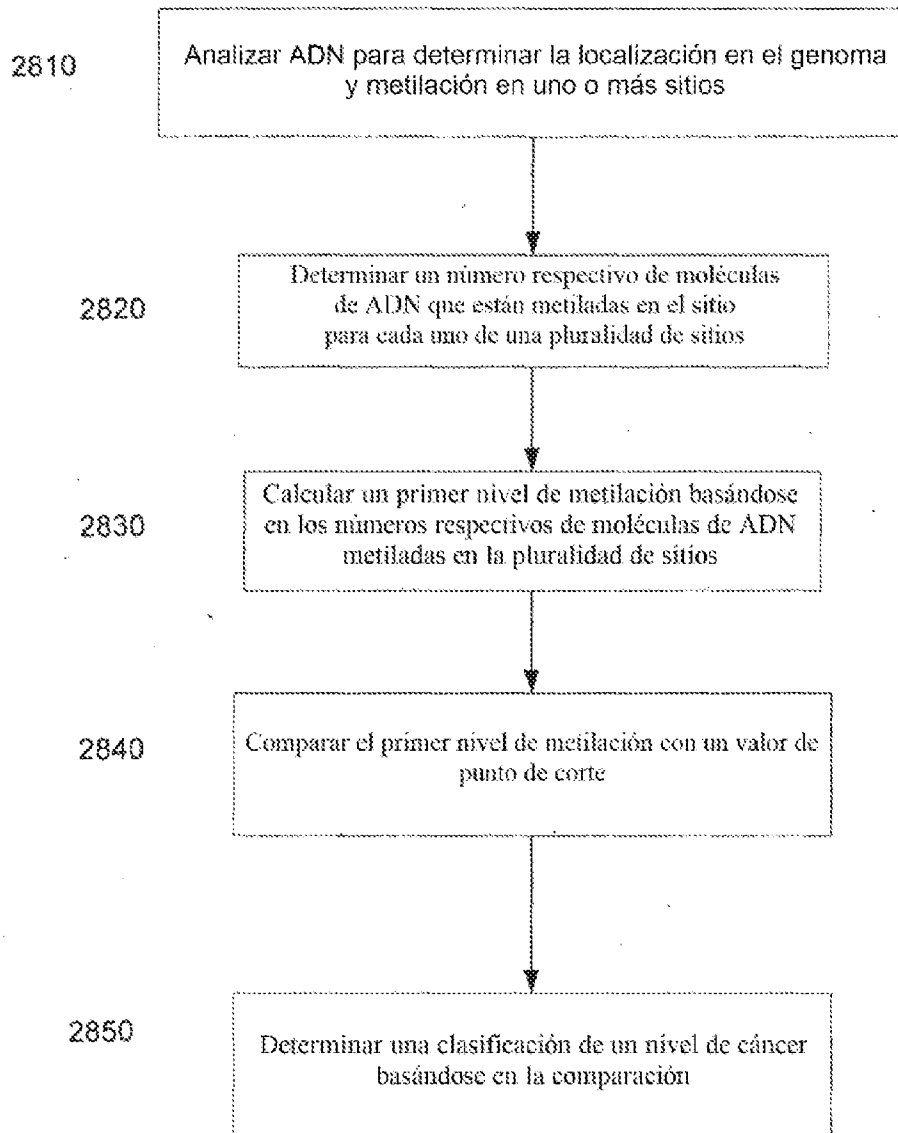 2810
Analizar ADN para determinar la localización en el genoma
y metilación en uno o más sitios
2820
Determinar un número respectivo de moléculas
de ADN que están metiladas en el sitio
para cada uno de una pluralidad de sitios
2830
Calcular un primer nivel de metilación basándose
en los números respectivos de moléculas de ADN
metiladas en la pluralidad de sitios
2840
Comparar el primer nivel de metilación con un valor de
punto de corte
2850
Determinar una clasificación de un nivel de cáncer
basándose en la comparación